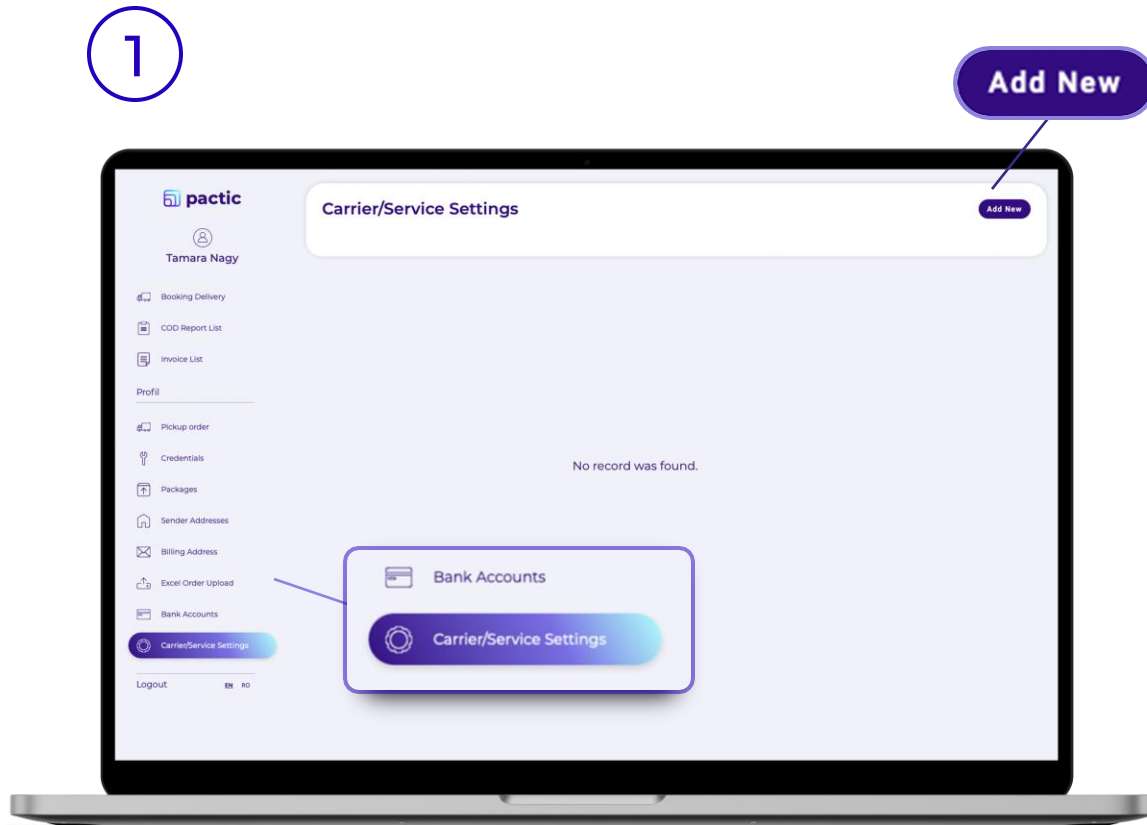 1
Add New
pactic
Tamara Nagy
Carrier/Service Settings
Add New
Booking Delivery
COD Report List
Invoice List
Profil
Pickup order
Credentials
Packages
Sender Addresses
Billing Address
Excel Order Upload
Bank Accounts
Carrier/Service Settings
Logout EN RO
No record was found.
Bank Accounts
Carrier/Service Settings